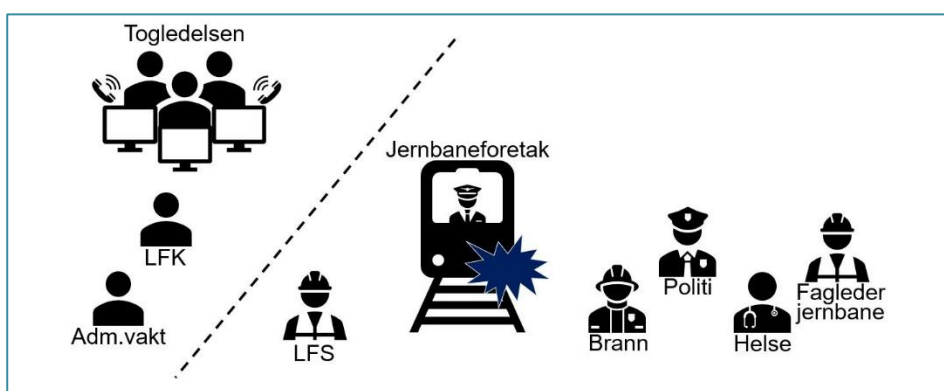 Togledelsen
Jernbaneforetak
LFK
Adm.vakt
LFS
Brann
Politi
Helse
Fagleder
jernbane